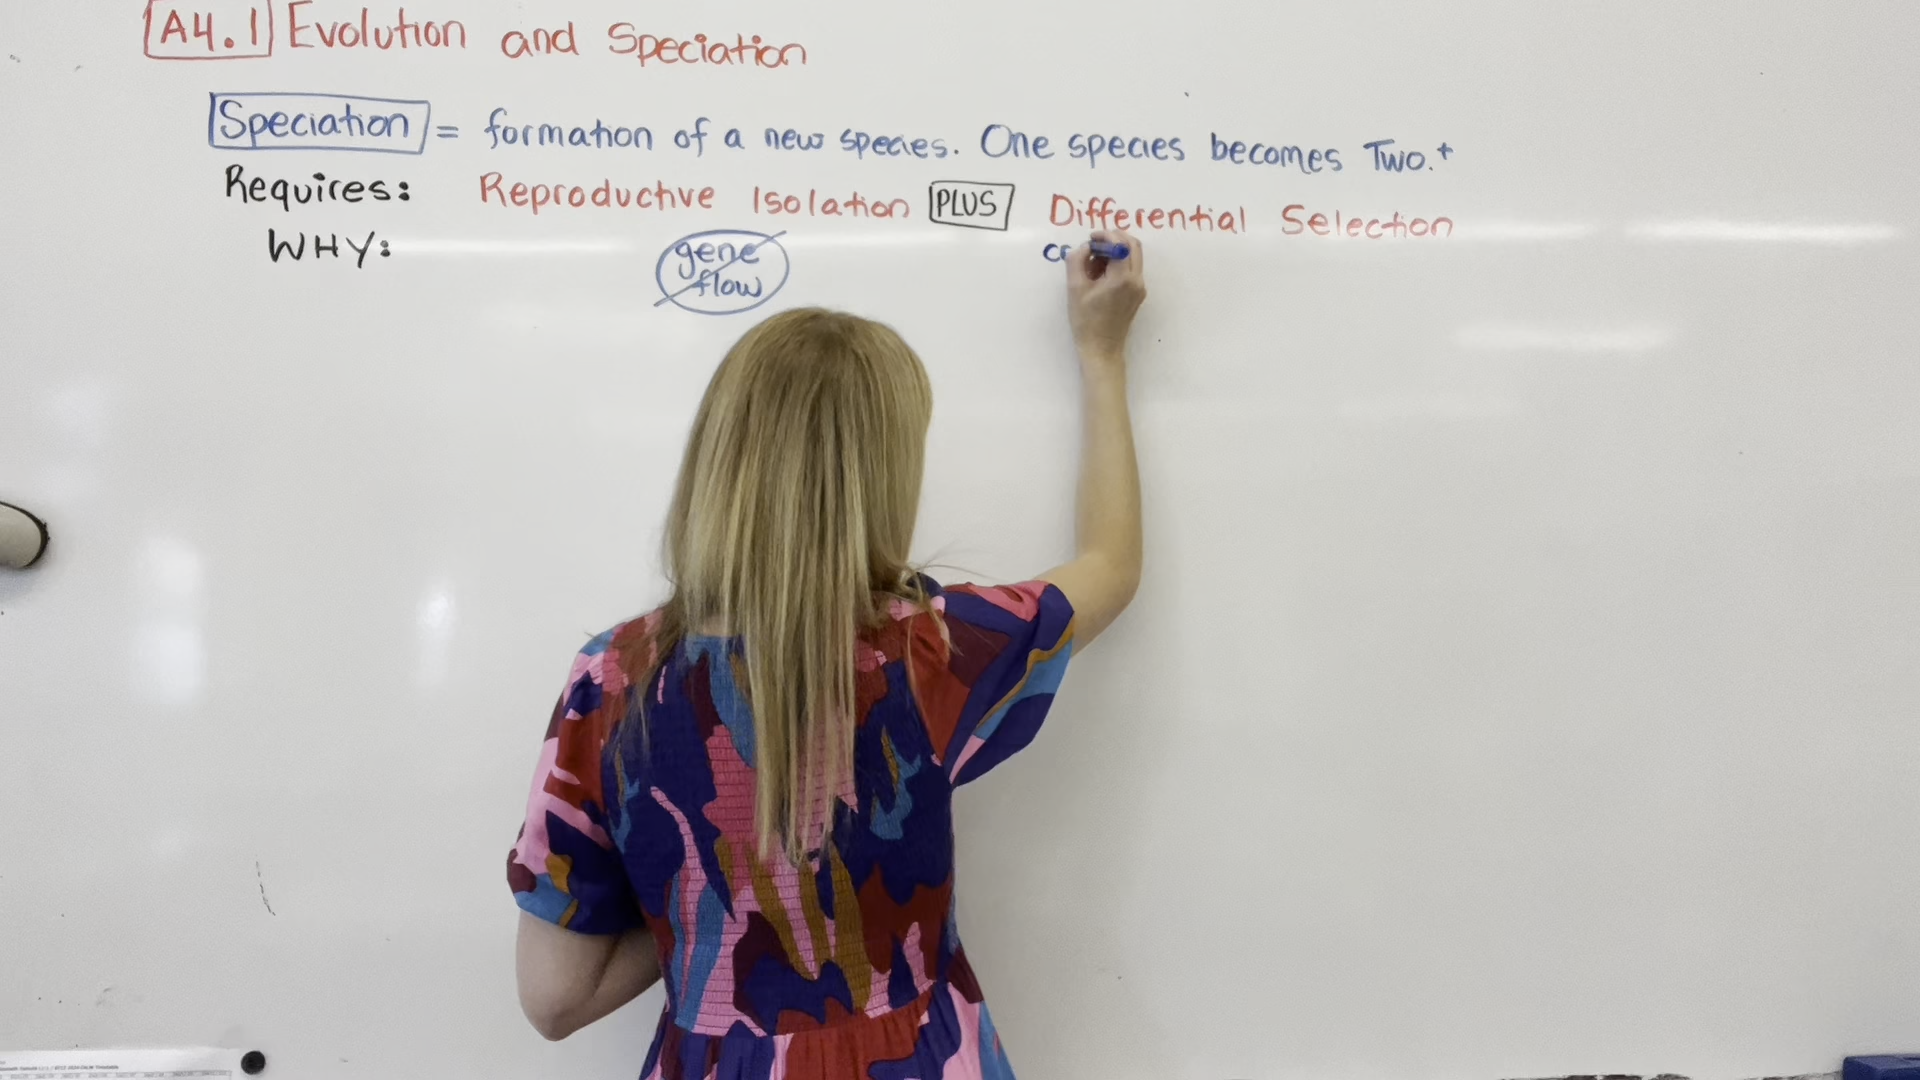 A4.1 Evolution and Speciation
Speciation = formation of a new species. One species becomes Two.+
Requires: Reproductive Isolation PLUS Differential Selection
WHY: gene flow